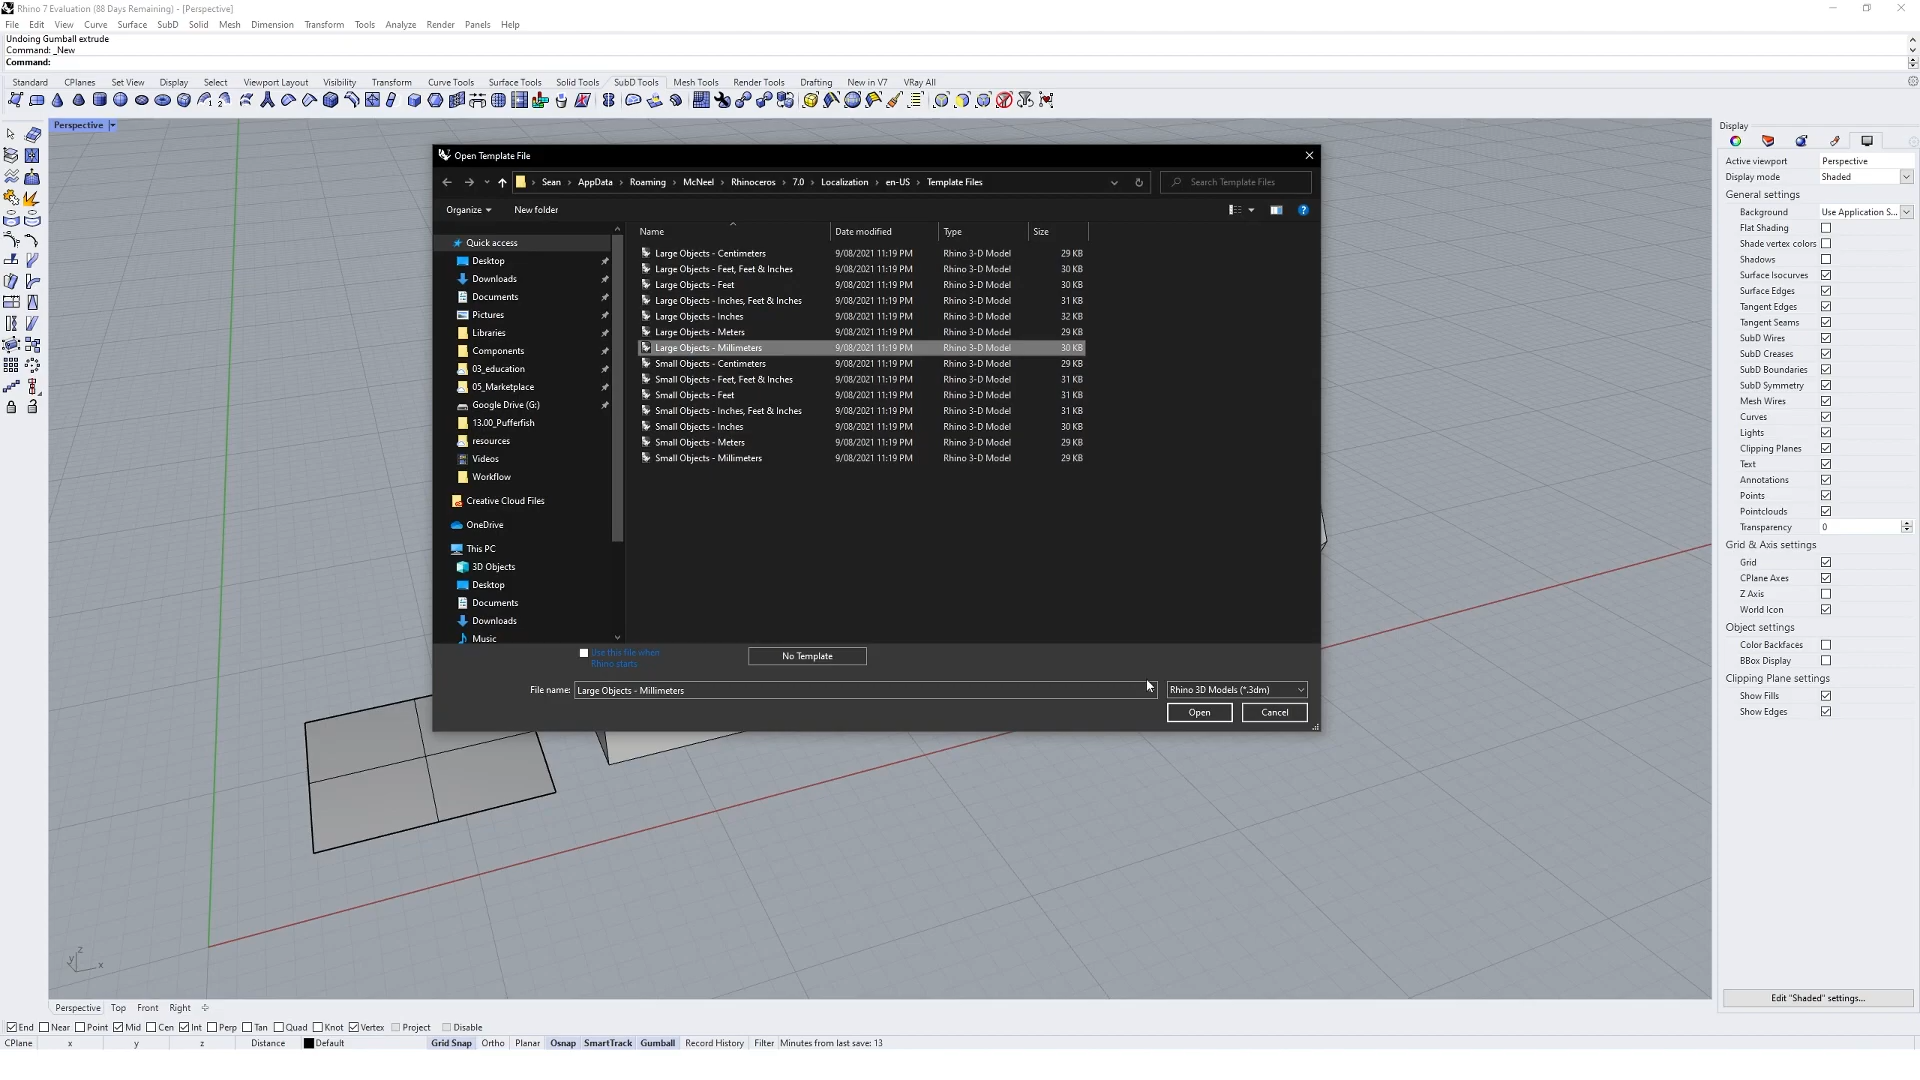 Rhino 7 Evaluation (88 Days Remaining) - [Perspective]
File Edit View Curve Surface SubD Solid Mesh Dimension Transform Tools Analyze Render Panels Help
Undoing Gumball extrude
Command: _New
Command:
Standard CPlanes Set View Display Select Viewport Layout Visibility Transform Curve Tools Surface Tools Solid Tools SubD Tools Mesh Tools Render Tools Drafting New in V7 VRay All
Perspective
Open Template File
Sean › AppData › Roaming › McNeel › Rhinoceros › 7.0 › Localization › en-US › Template Files
Search Template Files
Organize New folder
Name Date modified Type Size
Quick access
Desktop
Downloads
Documents
Pictures
Libraries
Components
03_education
05_Marketplace
Google Drive (G:)
13.00_Pufferfish
resources
Videos
Workflow
Creative Cloud Files
OneDrive
This PC
3D Objects
Desktop
Documents
Downloads
Music
Large Objects - Centimeters 9/08/2021 11:19 PM Rhino 3-D Model 29 KB
Large Objects - Feet, Feet & Inches 9/08/2021 11:19 PM Rhino 3-D Model 30 KB
Large Objects - Feet 9/08/2021 11:19 PM Rhino 3-D Model 30 KB
Large Objects - Inches, Feet & Inches 9/08/2021 11:19 PM Rhino 3-D Model 31 KB
Large Objects - Inches 9/08/2021 11:19 PM Rhino 3-D Model 32 KB
Large Objects - Meters 9/08/2021 11:19 PM Rhino 3-D Model 29 KB
Large Objects - Millimeters 9/08/2021 11:19 PM Rhino 3-D Model 30 KB
Small Objects - Centimeters 9/08/2021 11:19 PM Rhino 3-D Model 29 KB
Small Objects - Feet, Feet & Inches 9/08/2021 11:19 PM Rhino 3-D Model 31 KB
Small Objects - Feet 9/08/2021 11:19 PM Rhino 3-D Model 31 KB
Small Objects - Inches, Feet & Inches 9/08/2021 11:19 PM Rhino 3-D Model 31 KB
Small Objects - Inches 9/08/2021 11:19 PM Rhino 3-D Model 30 KB
Small Objects - Meters 9/08/2021 11:19 PM Rhino 3-D Model 29 KB
Small Objects - Millimeters 9/08/2021 11:19 PM Rhino 3-D Model 29 KB
Use this file when
Rhino starts
No Template
File name: Large Objects - Millimeters
Rhino 3D Models (*.3dm)
Open Cancel
Display
Active viewport Perspective
Display mode Shaded
General settings
Background Use Application S...
Flat Shading
Shade vertex colors
Shadows
Surface Isocurves
Surface Edges
Tangent Edges
Tangent Seams
SubD Wires
SubD Creases
SubD Boundaries
SubD Symmetry
Mesh Wires
Curves
Lights
Clipping Planes
Text
Annotations
Points
Pointclouds
Transparency 0
Grid & Axis settings
Grid
CPlane Axes
Z Axis
World Icon
Object settings
Color Backfaces
BBox Display
Clipping Plane settings
Show Fills
Show Edges
Edit "Shaded" settings...
z
y
x
Perspective Top Front Right
End Near Point Mid Cen Int Perp Tan Quad Knot Vertex Project Disable
CPlane x y z Distance Default Grid Snap Ortho Planar Osnap SmartTrack Gumball Record History Filter Minutes from last save: 13